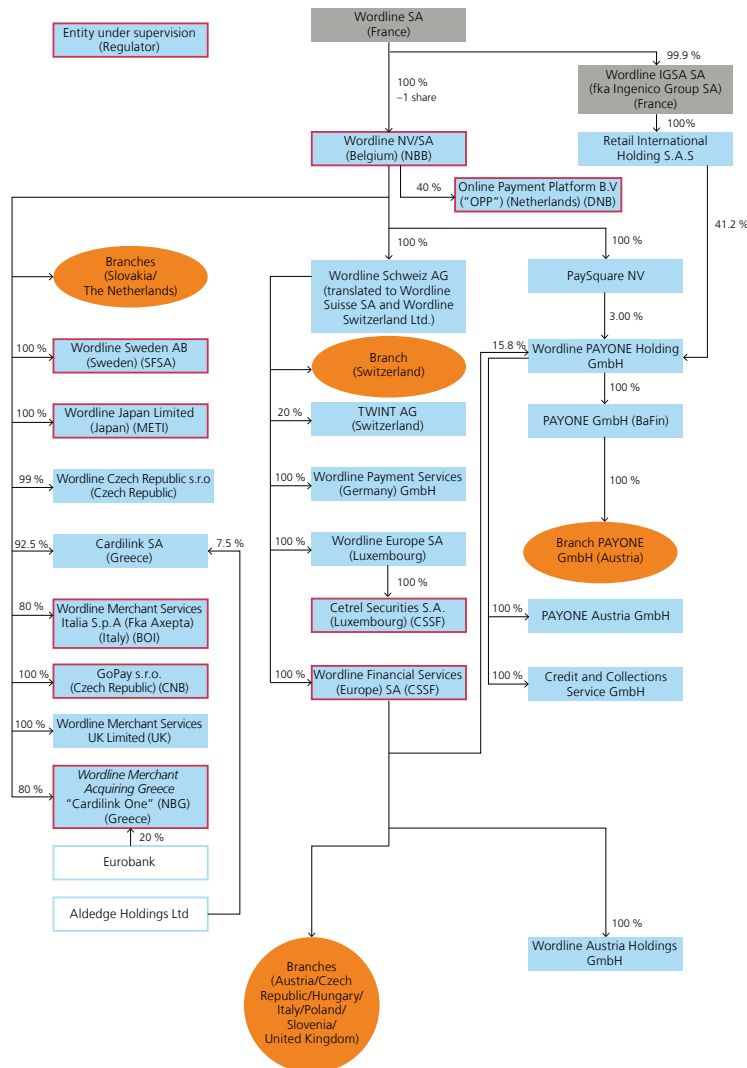 Entity under supervision
(Regulator)
Wordline SA
(France)
99.9 %
100 %
–1 share
Wordline IGSA SA
(fka Ingenico Group SA)
(France)
100%
Wordline NV/SA
(Belgium) (NBB)
Retail International
Holding S.A.S
40 %
Online Payment Platform B.V
(“OPP”) (Netherlands) (DNB)
41.2 %
100 %
100 %
Branches
(Slovakia/
The Netherlands)
Wordline Schweiz AG
(translated to Wordline
Suisse SA and Wordline
Switzerland Ltd.)
PaySquare NV
3.00 %
100 %
Wordline Sweden AB
(Sweden) (SFSA)
Branch
(Switzerland)
15.8 %
Wordline PAYONE Holding
GmbH
100 %
100 %
Wordline Japan Limited
(Japan) (METI)
20 %
TWINT AG
(Switzerland)
PAYONE GmbH (BaFin)
99 %
Wordline Czech Republic s.r.o
(Czech Republic)
100 %
Wordline Payment Services
(Germany) GmbH
100 %
92.5 %
Cardilink SA
(Greece)
7.5 %
100 %
Wordline Europe SA
(Luxembourg)
Branch PAYONE
GmbH (Austria)
100 %
80 %
Wordline Merchant Services
Italia S.p.A (Fka Axepta)
(Italy) (BOI)
Cetrel Securities S.A.
(Luxembourg) (CSSF)
100 %
PAYONE Austria GmbH
100 %
GoPay s.r.o.
(Czech Republic) (CNB)
100 %
Wordline Financial Services
(Europe) SA (CSSF)
100 %
Credit and Collections
Service GmbH
100 %
Wordline Merchant Services
UK Limited (UK)
80 %
Wordline Merchant
Acquiring Greece
“Cardilink One” (NBG)
(Greece)
20 %
Eurobank
Aldedge Holdings Ltd
100 %
Wordline Austria Holdings
GmbH
Branches
(Austria/Czech
Republic/Hungary/
Italy/Poland/
Slovenia/
United Kingdom)